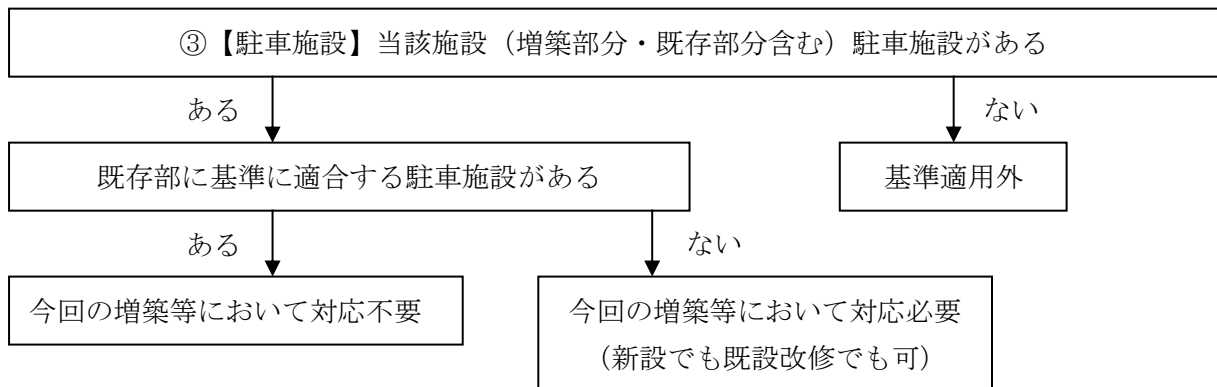 ③【駐車施設】当該施設（増築部分・既存部分含む）駐車施設がある
ある
ない
既存部に基準に適合する駐車施設がある
基準適用外
ある
ない
今回の増築等において対応不要
今回の増築等において対応必要
（新設でも既設改修でも可）